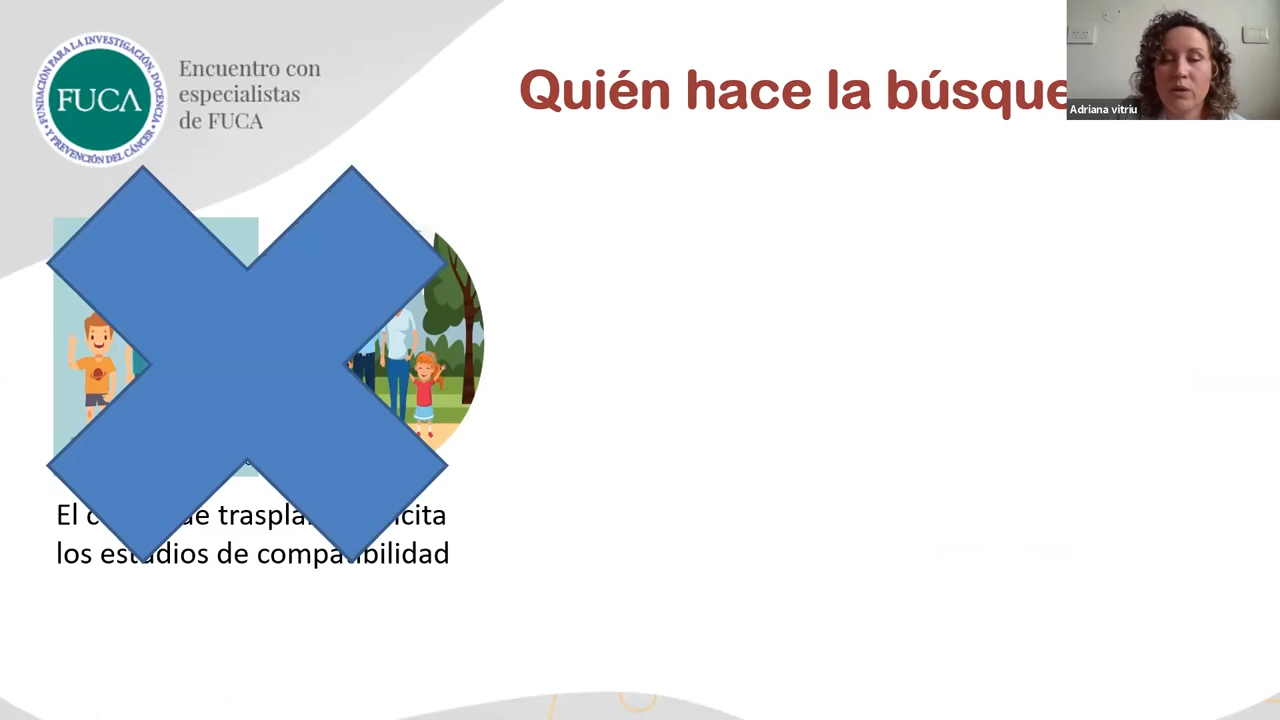 FUNDACIÓN PARA LA INVESTIGACIÓN, DOCENCIA Y PREVENCIÓN DEL CÁNCER
FUCA
Encuentro con
especialistas
de FUCA
Quién hace la búsque
Adriana vitriu
El de traspla icita
los estudios de compatibilidad